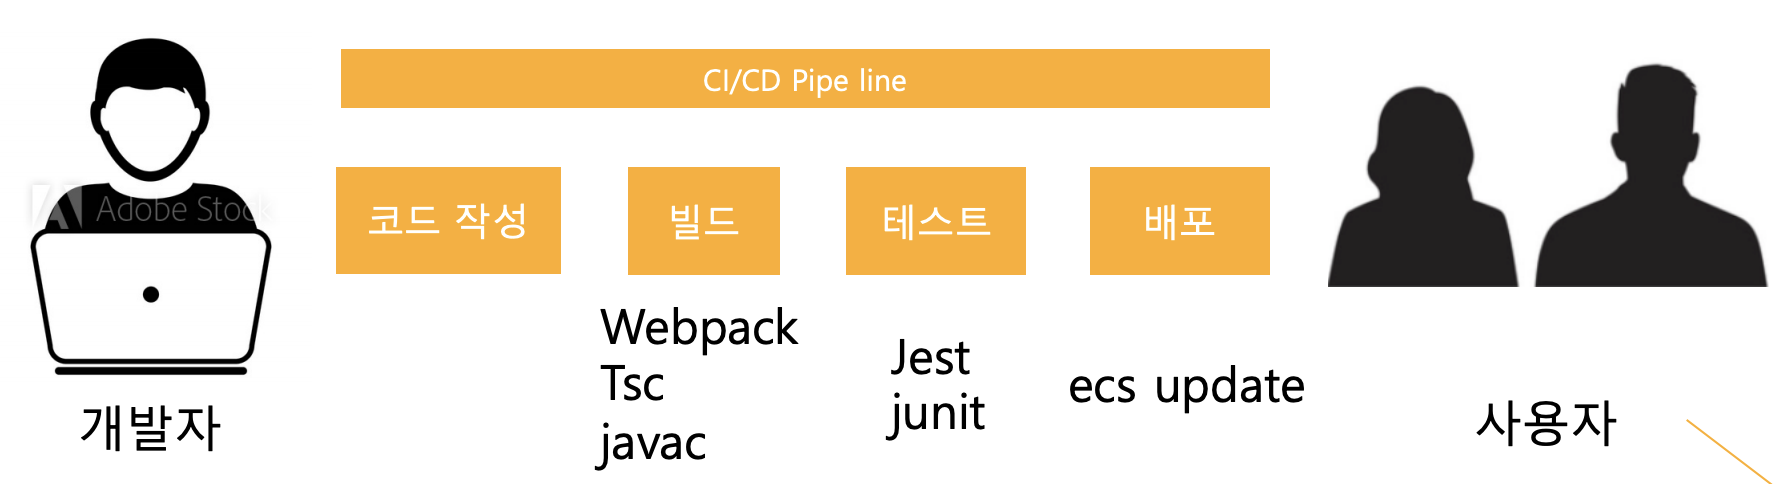 CI/CD Pipe line
Adobe Stock
코드 작성
빌드
테스트
배포
Webpack
Tsc
javac
Jest
junit
ecs update
개발자
사용자